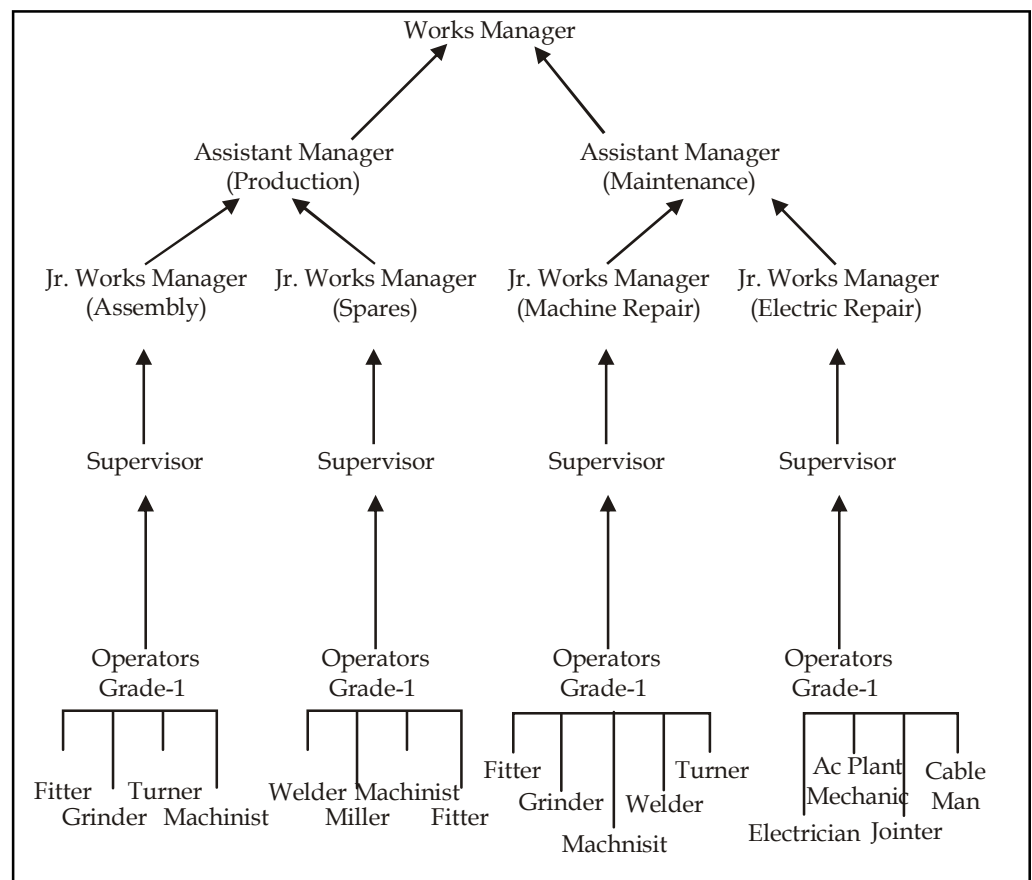 Works Manager
Assistant Manager
(Production)
Assistant Manager
(Maintenance)
Jr. Works Manager
(Assembly)
Jr. Works Manager
(Spares)
Jr. Works Manager
(Machine Repair)
Jr. Works Manager
(Electric Repair)
Supervisor
Supervisor
Supervisor
Supervisor
Operators
Grade-1
Operators
Grade-1
Operators
Grade-1
Operators
Grade-1
Fitter
Grinder
Turner
Machinist
Welder
Miller
Machinist
Fitter
Fitter
Grinder
Machnisit
Welder
Turner
Electrician
Ac Plant
Mechanic
Jointer
Cable
Man